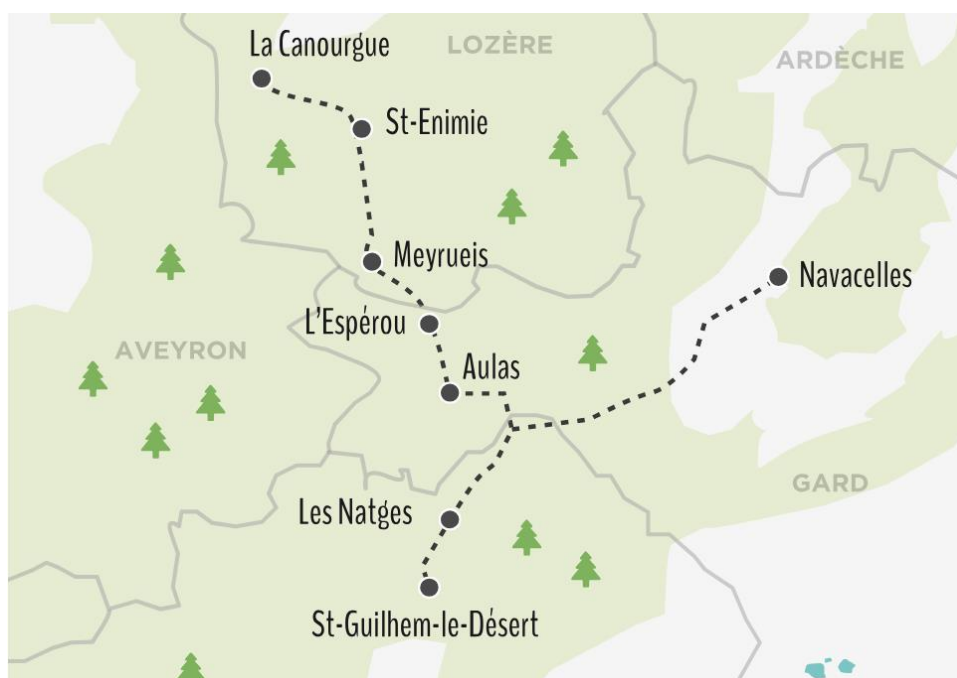 La Canourgue
LOZÈRE
ARDÈCHE
St-Enimie
Meyrueis
Navacelles
L'Espérou
AVEYRON
Aulas
GARD
Les Natges
St-Guilhem-le-Désert